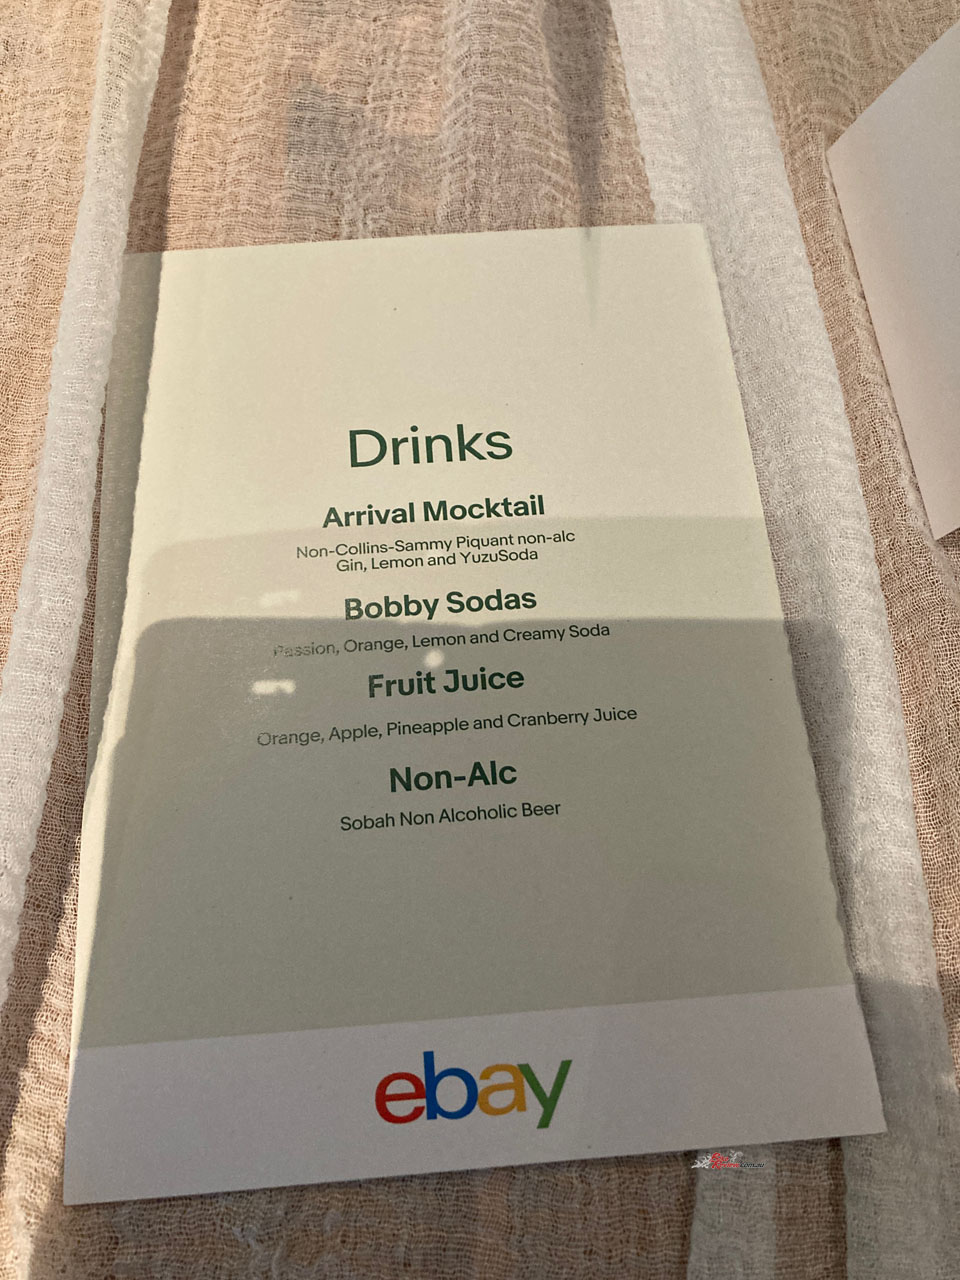 Drinks
Arrival Mocktail
Non-Collins-Sammy Piquant non-alc
Gin, Lemon and YuzuSoda
Bobby Sodas
Passion, Orange, Lemon and Creamy Soda
Fruit Juice
Orange, Apple, Pineapple and Cranberry Juice
Non-Alc
Sobah Non Alcoholic Beer
ebay